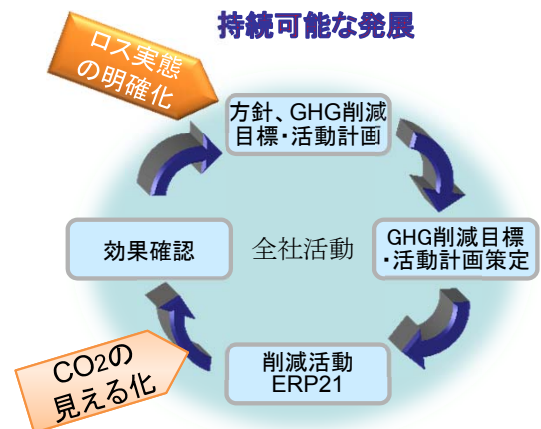 持続可能な発展
ロス実態
の明確化
方針、GHG削減
目標・活動計画
効果確認
全社活動
GHG削減目標
・活動計画策定
削減活動
ERP21
CO2の
見える化